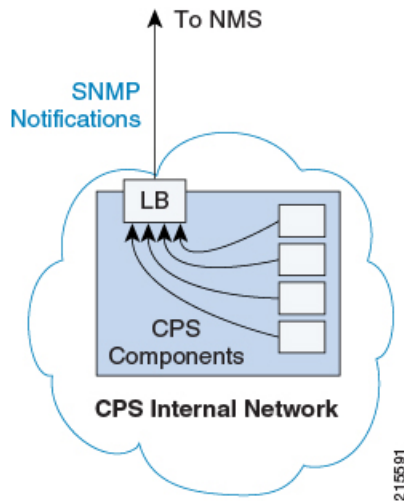 To NMS
SNMP
Notifications
LB
CPS
Components
CPS Internal Network
215591